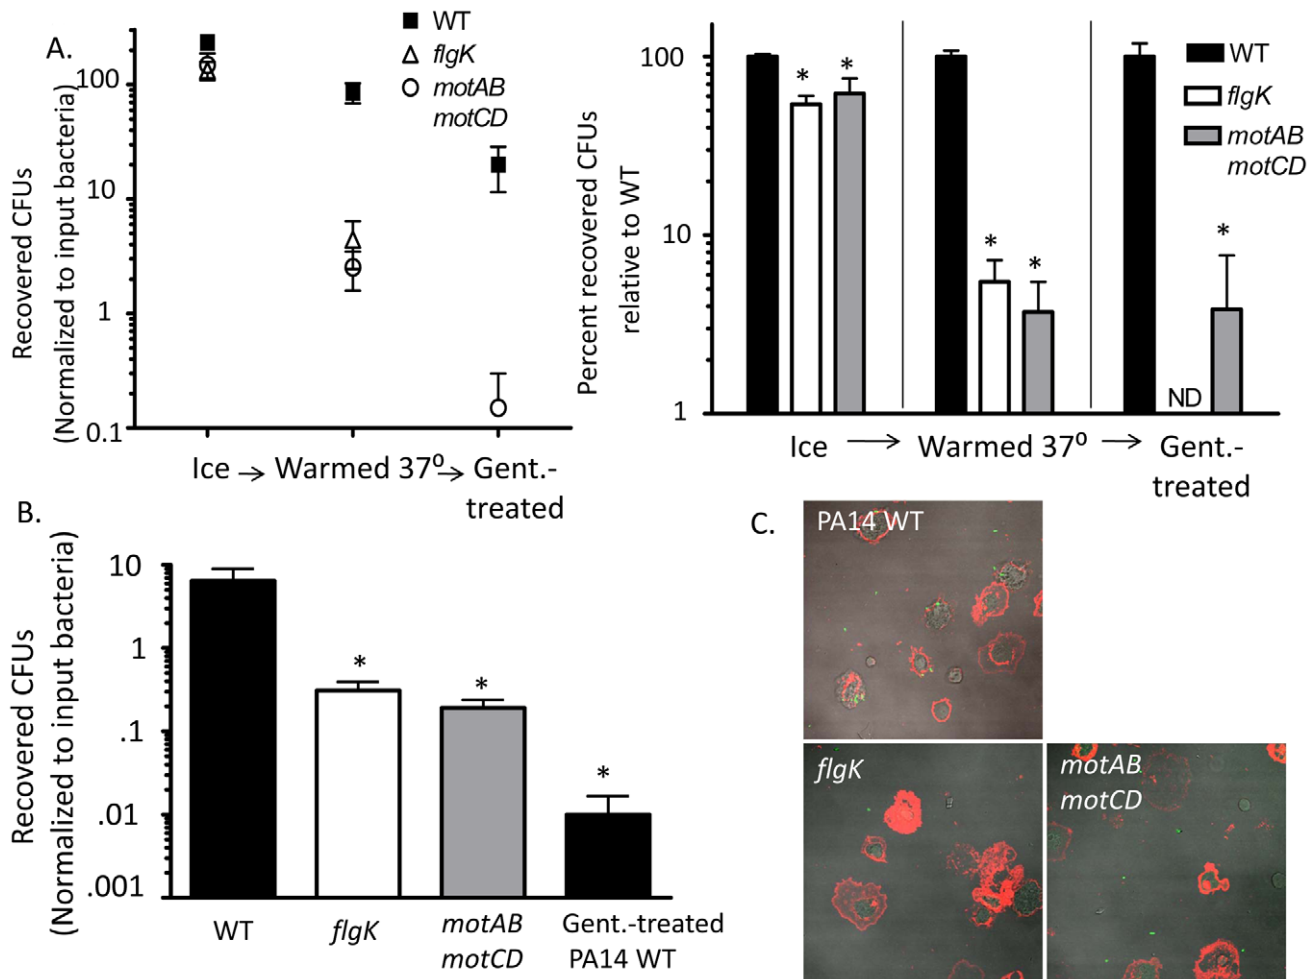 A.
WT
flgK
motAB
motCD
Recovered CFUs
(Normalized to input bacteria)
100
10
1
0.1
Ice → Warmed 37⁰→ Gent.-
treated
WT
flgK
motAB
motCD
Percent recovered CFUs
relative to WT
100
10
1
* * * * ND *
Ice → Warmed 37⁰ → Gent.-
treated
B.
Recovered CFUs
(Normalized to input bacteria)
10
1
.1
.01
.001
* * *
WT flgK motAB Gent.-treated
motCD PA14 WT
C.
PA14 WT
flgK
motAB
motCD